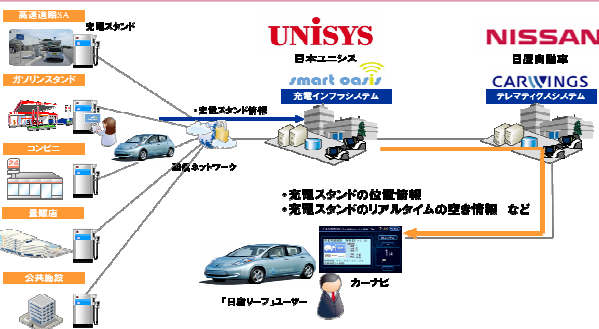 高速道路SA
充電スタンド
ガソリンスタンド
コンビニ
量販店
公共施設
・充電スタンド情報
通信ネットワーク
UNISYS
日本ユニシス
smart oasis
充電インフラシステム
NISSAN
日産自動車
CARWINGS
テレマティクスシステム
・充電スタンドの位置情報
・充電スタンドのリアルタイムの空き情報 など
カーナビ
「日産リーフ」ユーザー